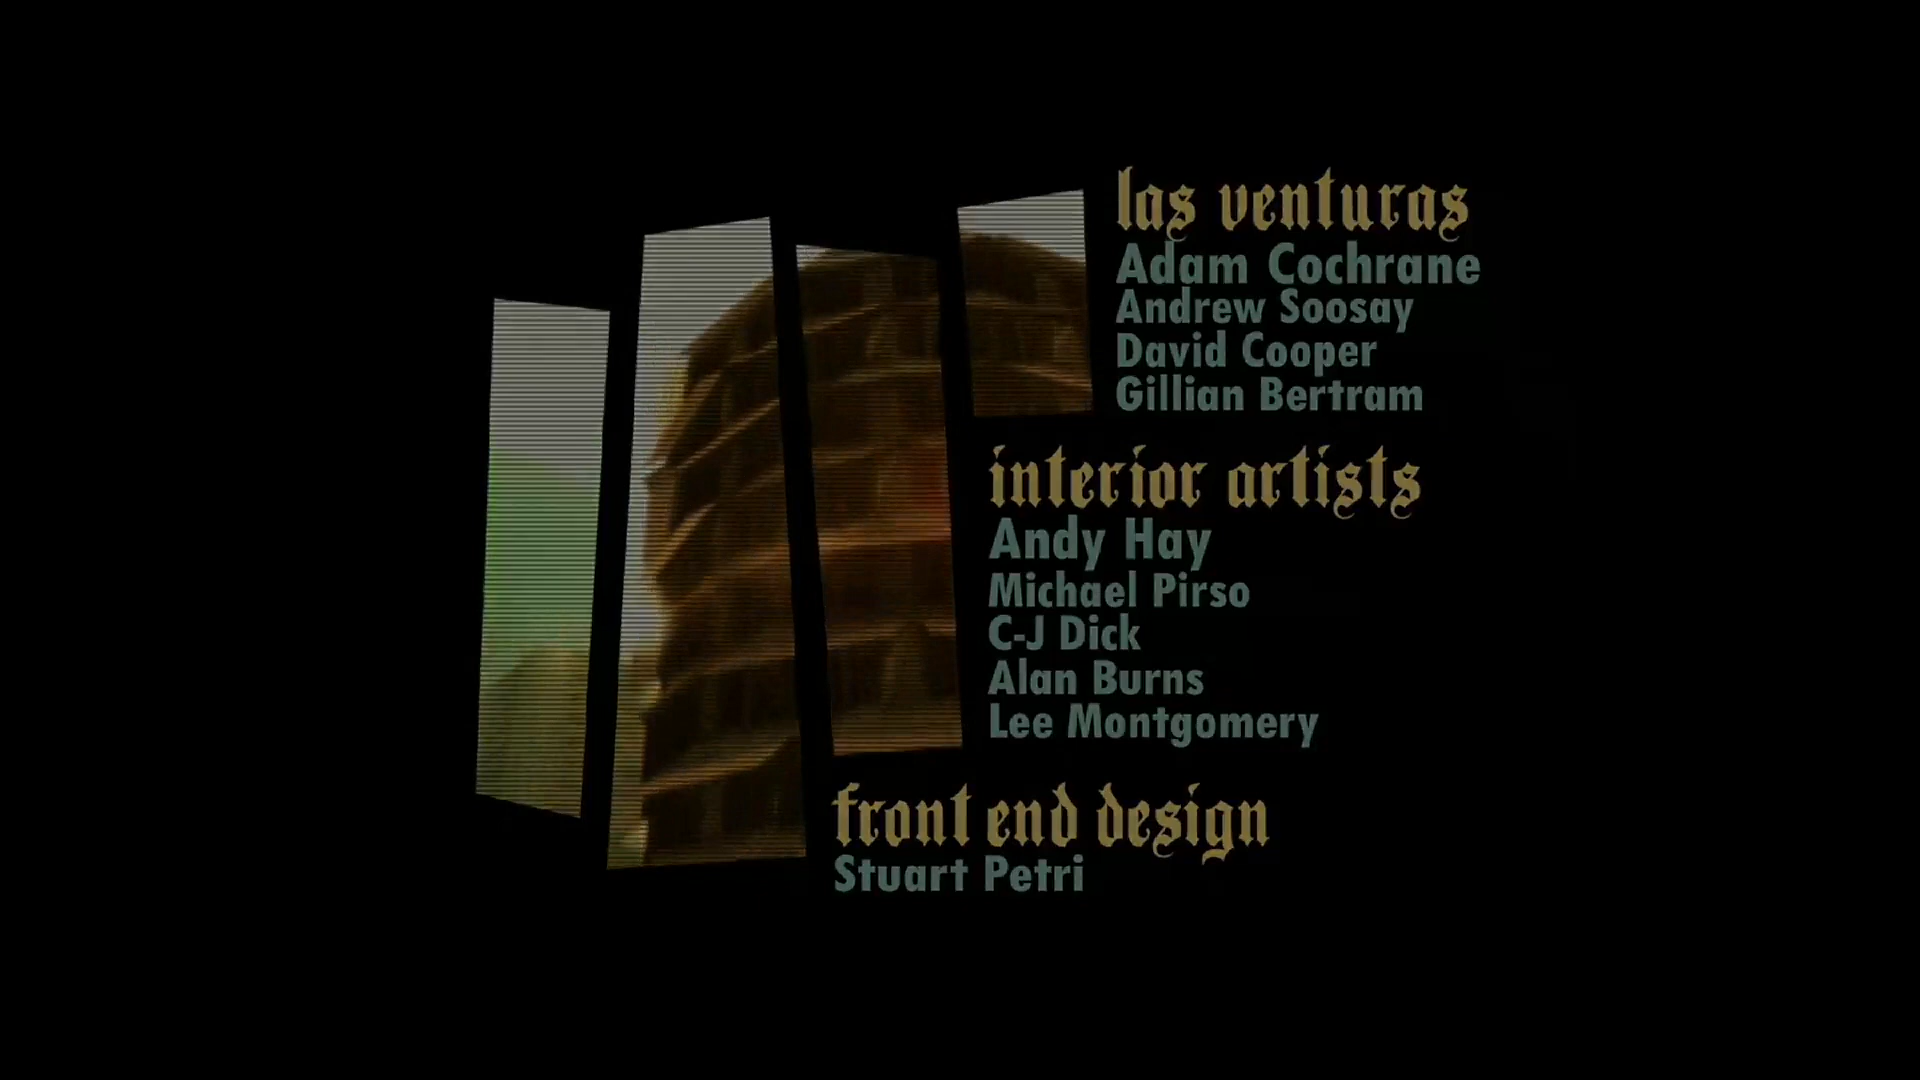 las venturas
Adam Cochrane
Andrew Soosay
David Cooper
Gillian Bertram
interior artists
Andy Hay
Michael Pirso
C-J Dick
Alan Burns
Lee Montgomery
front end design
Stuart Petri